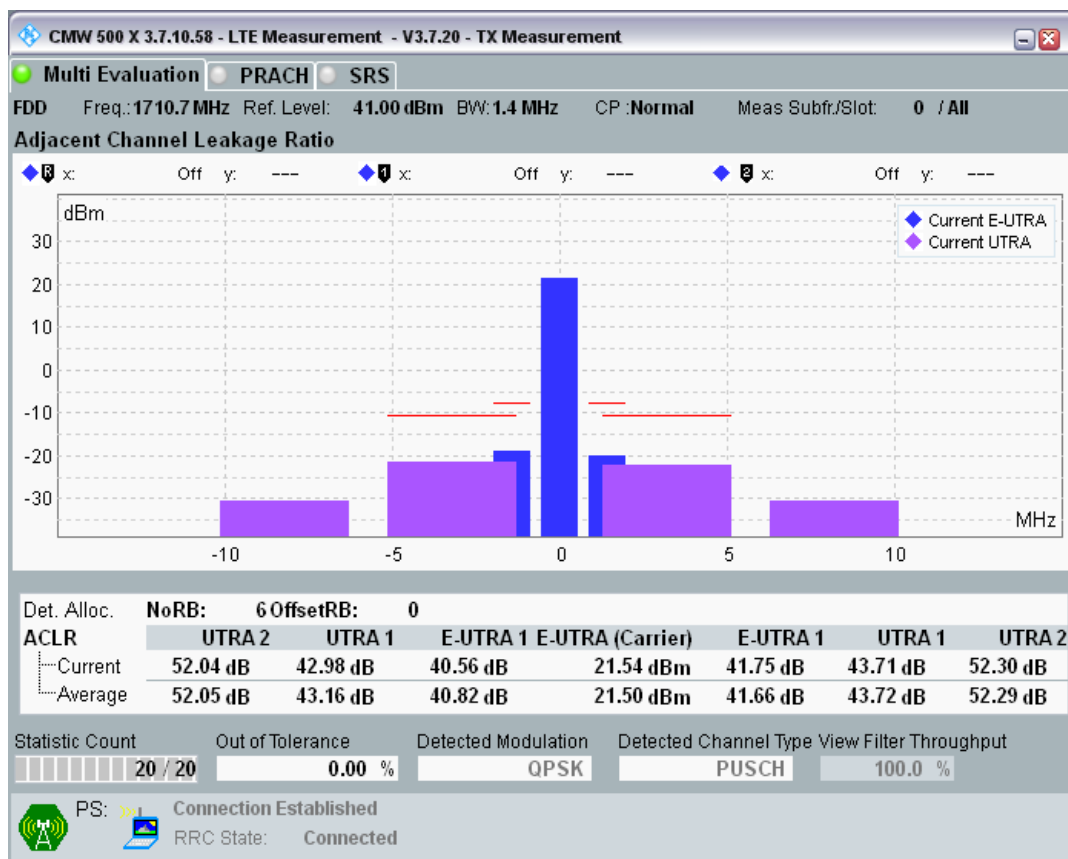 CMW 500 X 3.7.10.58 - LTE Measurement - V3.7.20 - TX Measurement
Multi Evaluation PRACH SRS
FDD Freq.: 1710.7 MHz Ref. Level: 41.00 dBm BW: 1.4 MHz CP :Normal Meas Subfr./Slot: 0 / All
Adjacent Channel Leakage Ratio
R x: Off y: --- 1 x: Off y: --- 2 x: Off y: ---
dBm
Current E-UTRA
Current UTRA
30
20
10
0
-10
-20
-30
MHz
-10 -5 0 5 10
Det. Alloc. NoRB: 6 OffsetRB: 0
ACLR UTRA 2 UTRA 1 E-UTRA 1 E-UTRA (Carrier) E-UTRA 1 UTRA 1 UTRA 2
Current 52.04 dB 42.98 dB 40.56 dB 21.54 dBm 41.75 dB 43.71 dB 52.30 dB
Average 52.05 dB 43.16 dB 40.82 dB 21.50 dBm 41.66 dB 43.72 dB 52.29 dB
Statistic Count Out of Tolerance Detected Modulation Detected Channel Type View Filter Throughput
20 / 20 0.00 % QPSK PUSCH 100.0 %
PS: Connection Established
RRC State: Connected